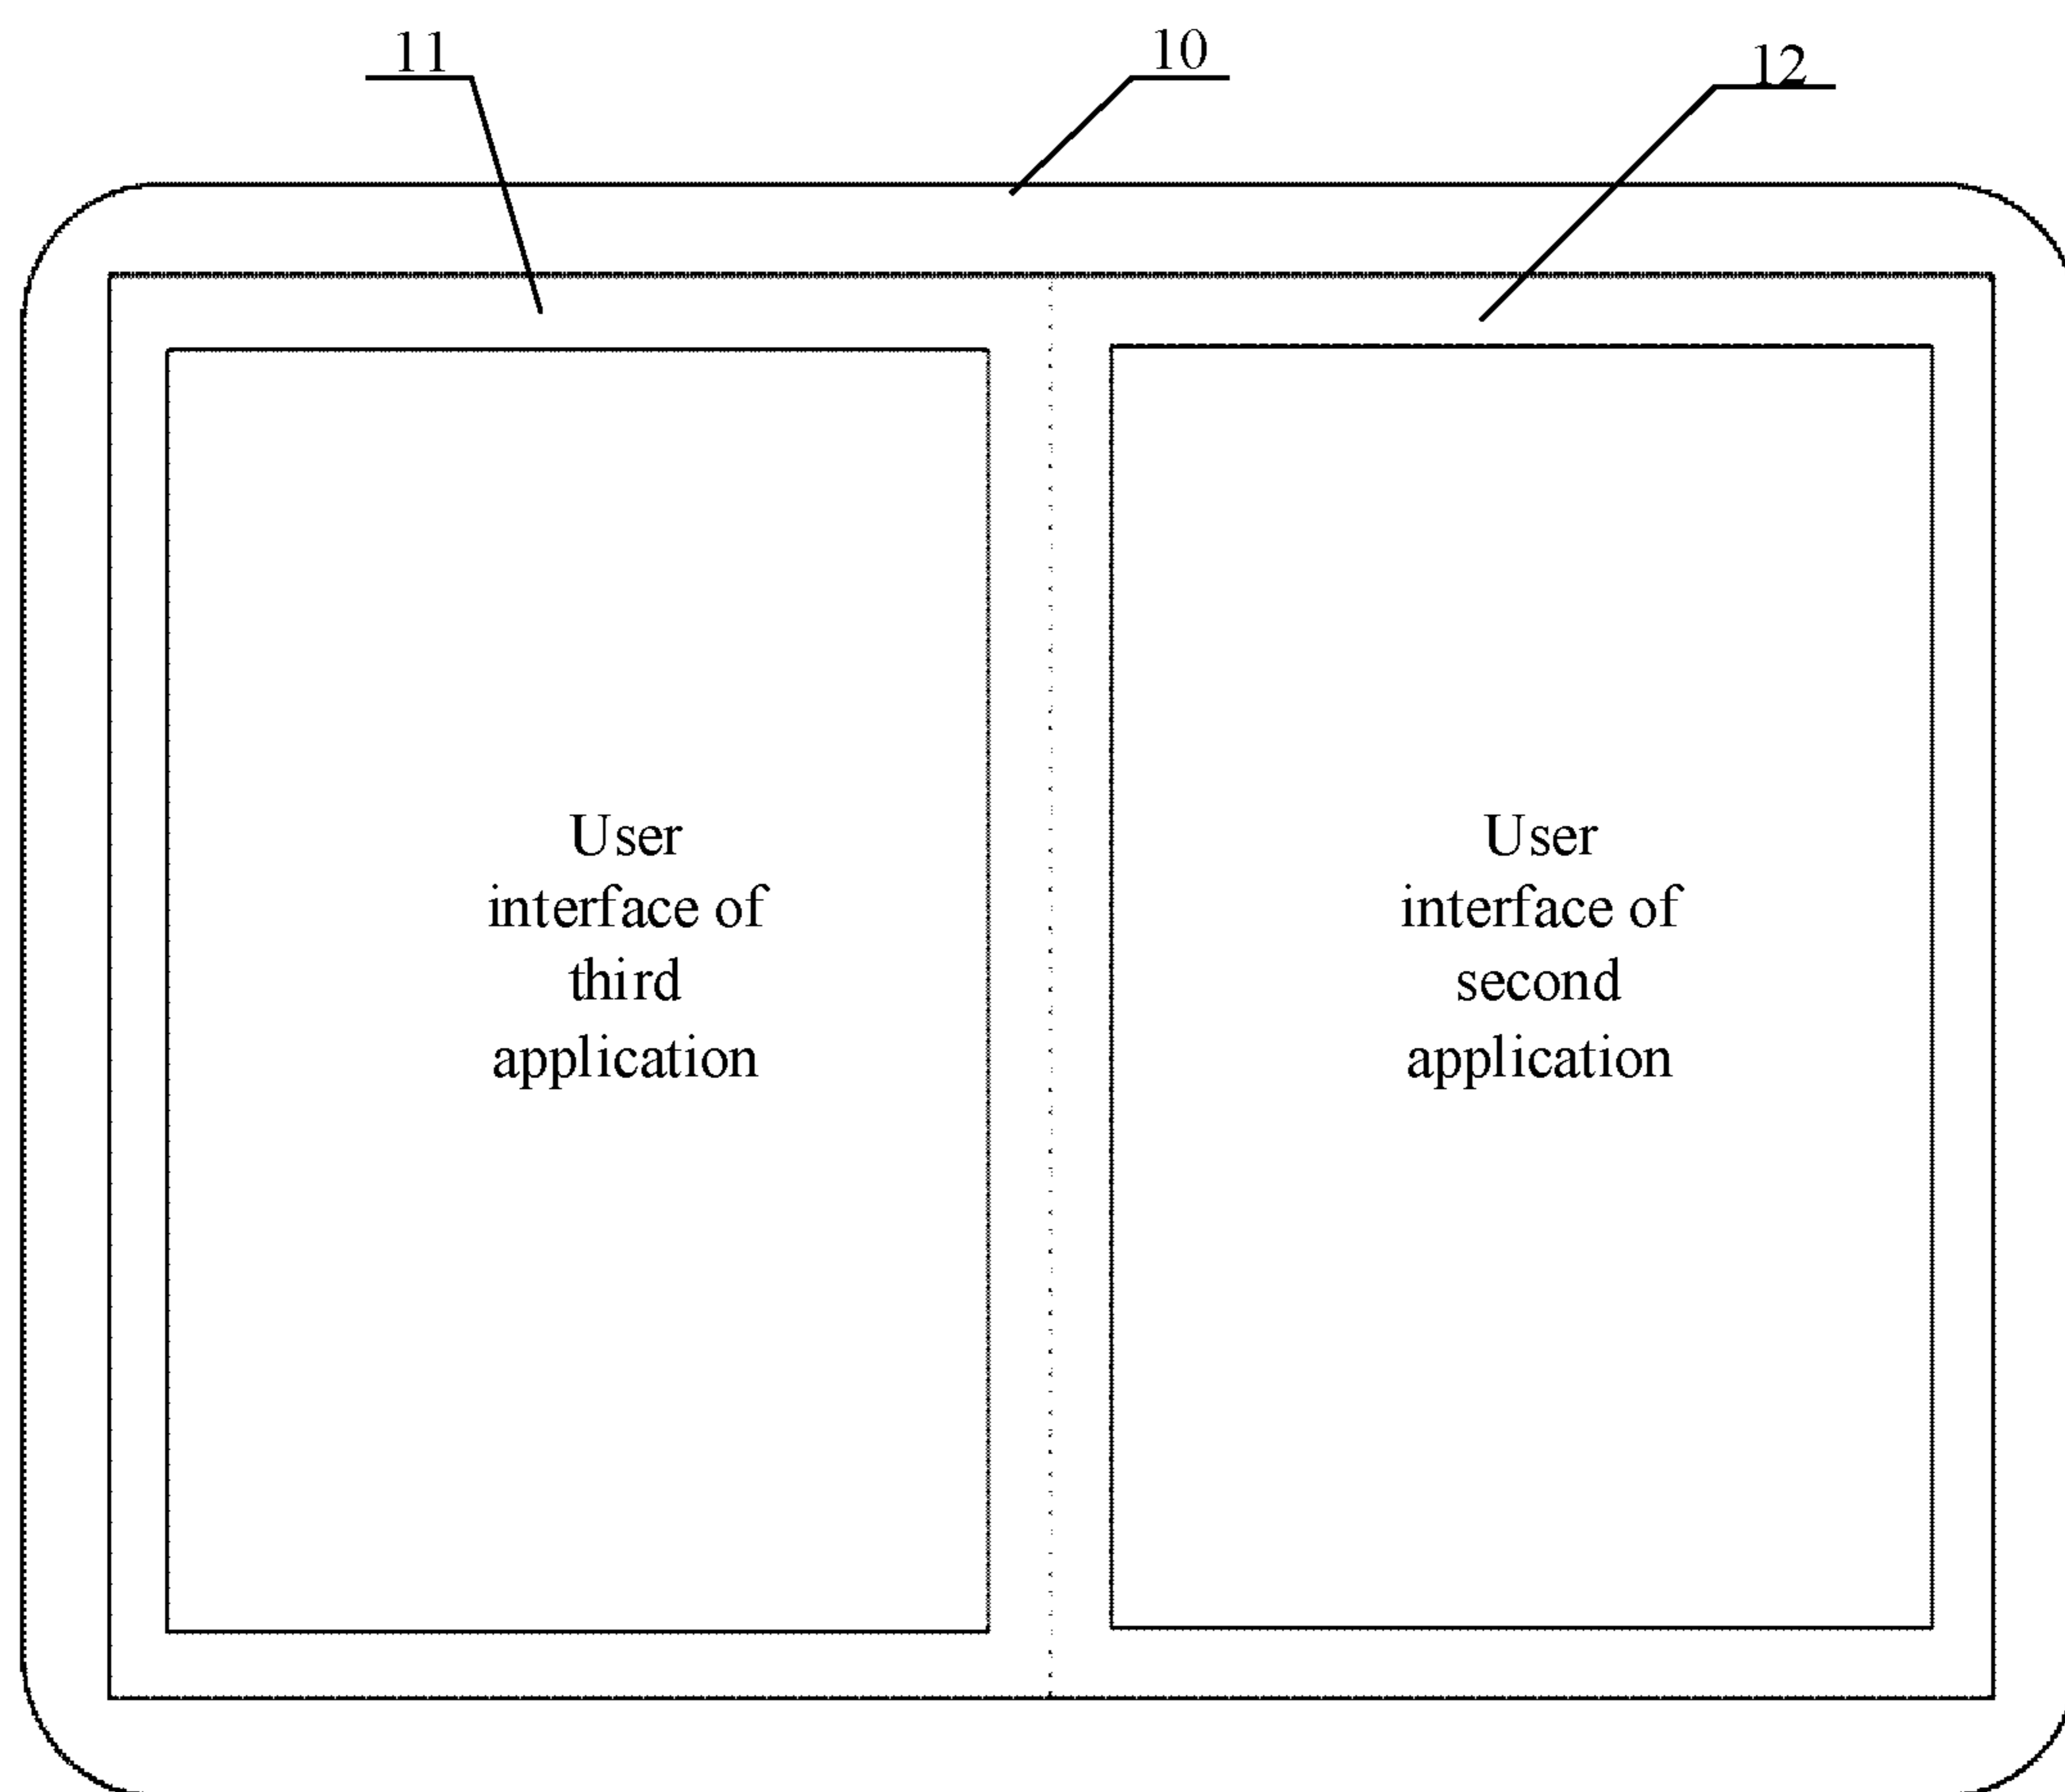 11
10
12
User
interface of
third
application
User
interface of
second
application